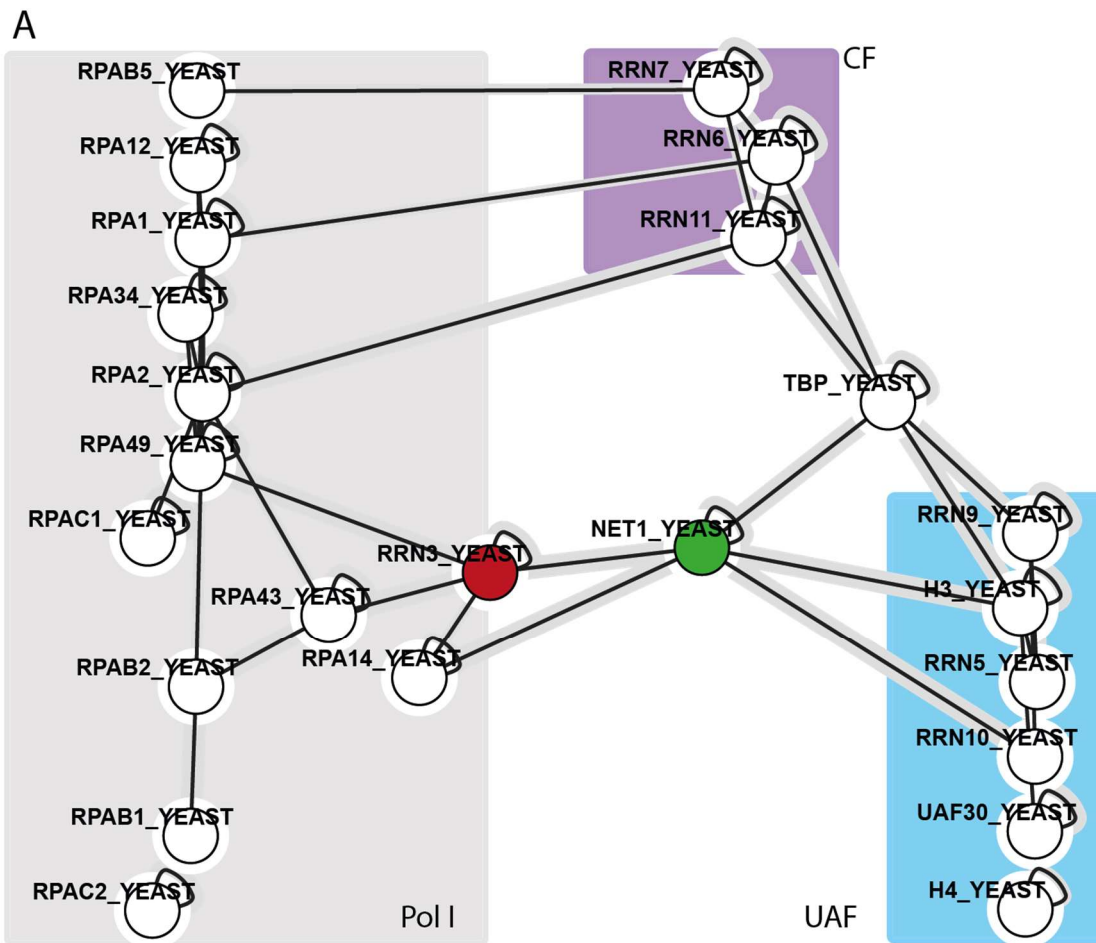 A
RPAB5_YEAST
RRN7_YEAST
CF
RPA12_YEAST
RRN6_YEAST
RPA1_YEAST
RRN11_YEAST
RPA34_YEAST
RPA2_YEAST
TBP_YEAST
RPA49_YEAST
RPAC1_YEAST
RRN9_YEAST
NET1_YEAST
RRN3_YEAST
H3_YEAST
RPA43_YEAST
RPA14_YEAST
RPAB2_YEAST
RRN5_YEAST
RRN10_YEAST
RPAB1_YEAST
UAF30_YEAST
RPAC2_YEAST
H4_YEAST
Pol I
UAF